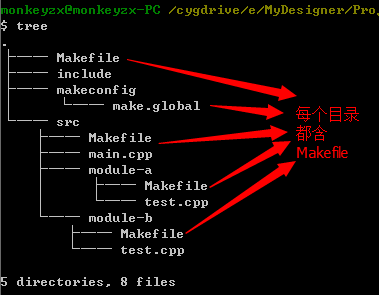 monkeyzx@monkeyzx-PC /cygdrive/e/MyDesigner/Pro
$ tree
.
├──── Makefile
├──── include
├──── makeconfig
│     └──── make.global
└──── src
├──── Makefile
├──── main.cpp
├──── module-a
│     ├──── Makefile
│     └──── test.cpp
└──── module-b
├──── Makefile
└──── test.cpp
5 directories, 8 files
每个目录
都含
Makefile